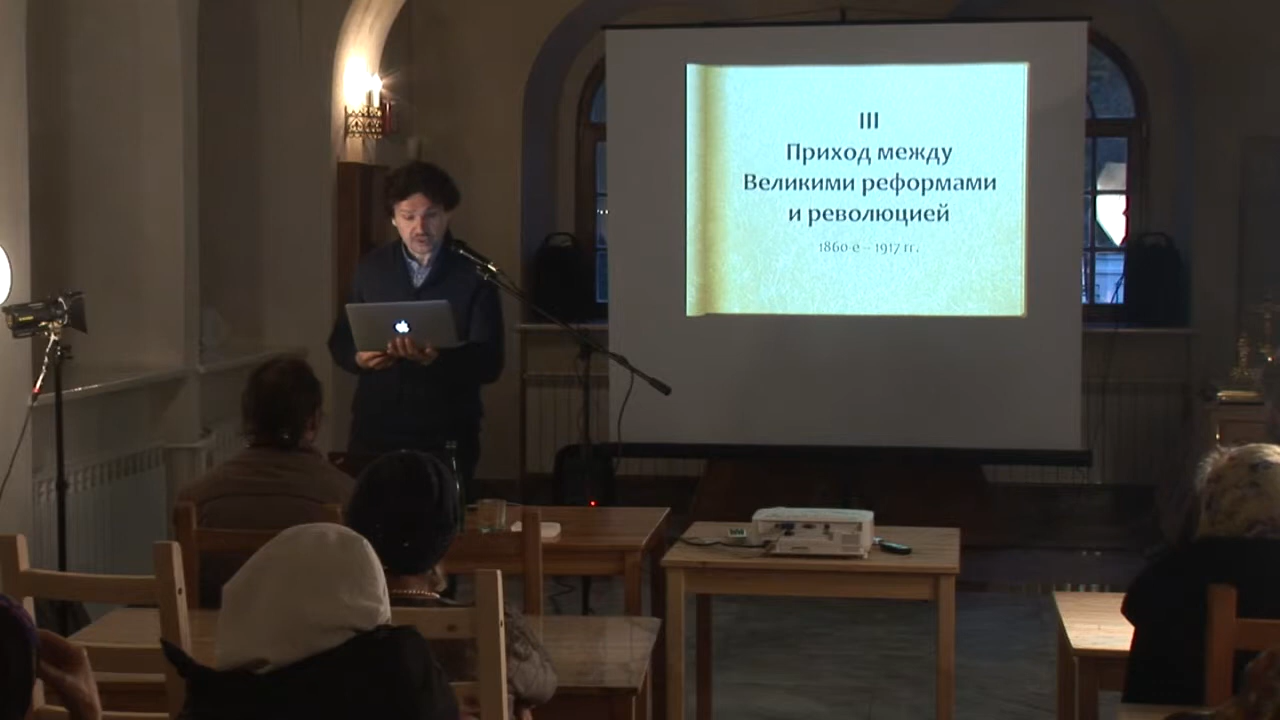 III
Приход между
Великими реформами
и революцией
1860-е – 1917 гг.